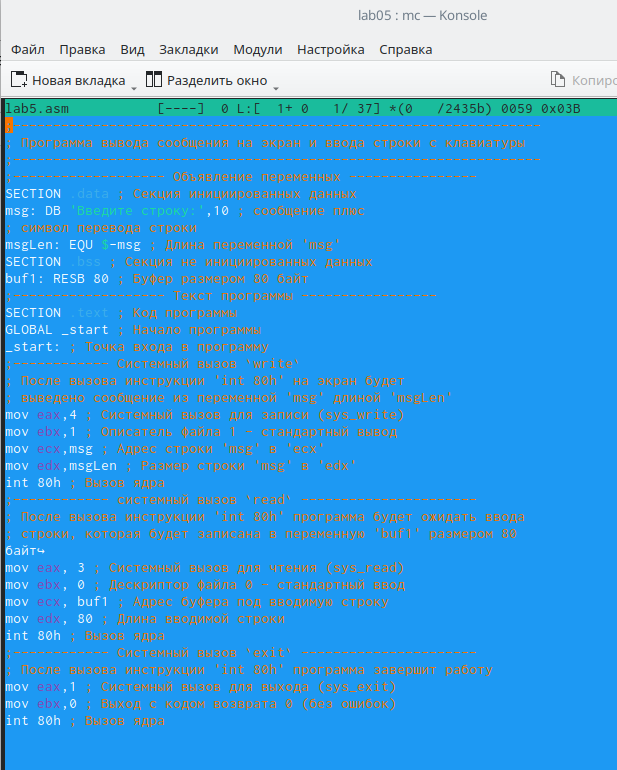 lab05 : mc — Konsole
Файл Правка Вид Закладки Модули Настройка Справка
Новая вкладка Разделить окно Копиро
lab5.asm [----] 0 L:[ 1+ 0 1/ 37] *(0 /2435b) 0059 0x03B
; ------------------------------------------------------------------
; Программа вывода сообщения на экран и ввода строки с клавиатуры
;-------------------------------------------------------------------
;------------------- Объявление переменных ----------------
SECTION .data ; Секция инициированных данных
msg: DB 'Введите строку:',10 ; сообщение плюс
; символ перевода строки
msgLen: EQU $-msg ; Длина переменной 'msg'
SECTION .bss ; Секция не инициированных данных
buf1: RESB 80 ; Буфер размером 80 байт
;------------------- Текст программы -----------------
SECTION .text ; Код программы
GLOBAL _start ; Начало программы
_start: ; Точка входа в программу
;------------ Системный вызов `write`
; После вызова инструкции 'int 80h' на экран будет
; выведено сообщение из переменной 'msg' длиной 'msgLen'
mov eax,4 ; Системный вызов для записи (sys_write)
mov ebx,1 ; Описатель файла 1 - стандартный вывод
mov ecx,msg ; Адрес строки 'msg' в 'ecx'
mov edx,msgLen ; Размер строки 'msg' в 'edx'
int 80h ; Вызов ядра
;------------ системный вызов `read` ----------------------
; После вызова инструкции 'int 80h' программа будет ожидать ввода
; строки, которая будет записана в переменную 'buf1' размером 80
байт↪
mov eax, 3 ; Системный вызов для чтения (sys_read)
mov ebx, 0 ; Дескриптор файла 0 - стандартный ввод
mov ecx, buf1 ; Адрес буфера под вводимую строку
mov edx, 80 ; Длина вводимой строки
int 80h ; Вызов ядра
;------------ Системный вызов `exit` ----------------------
; После вызова инструкции 'int 80h' программа завершит работу
mov eax,1 ; Системный вызов для выхода (sys_exit)
mov ebx,0 ; Выход с кодом возврата 0 (без ошибок)
int 80h ; Вызов ядра